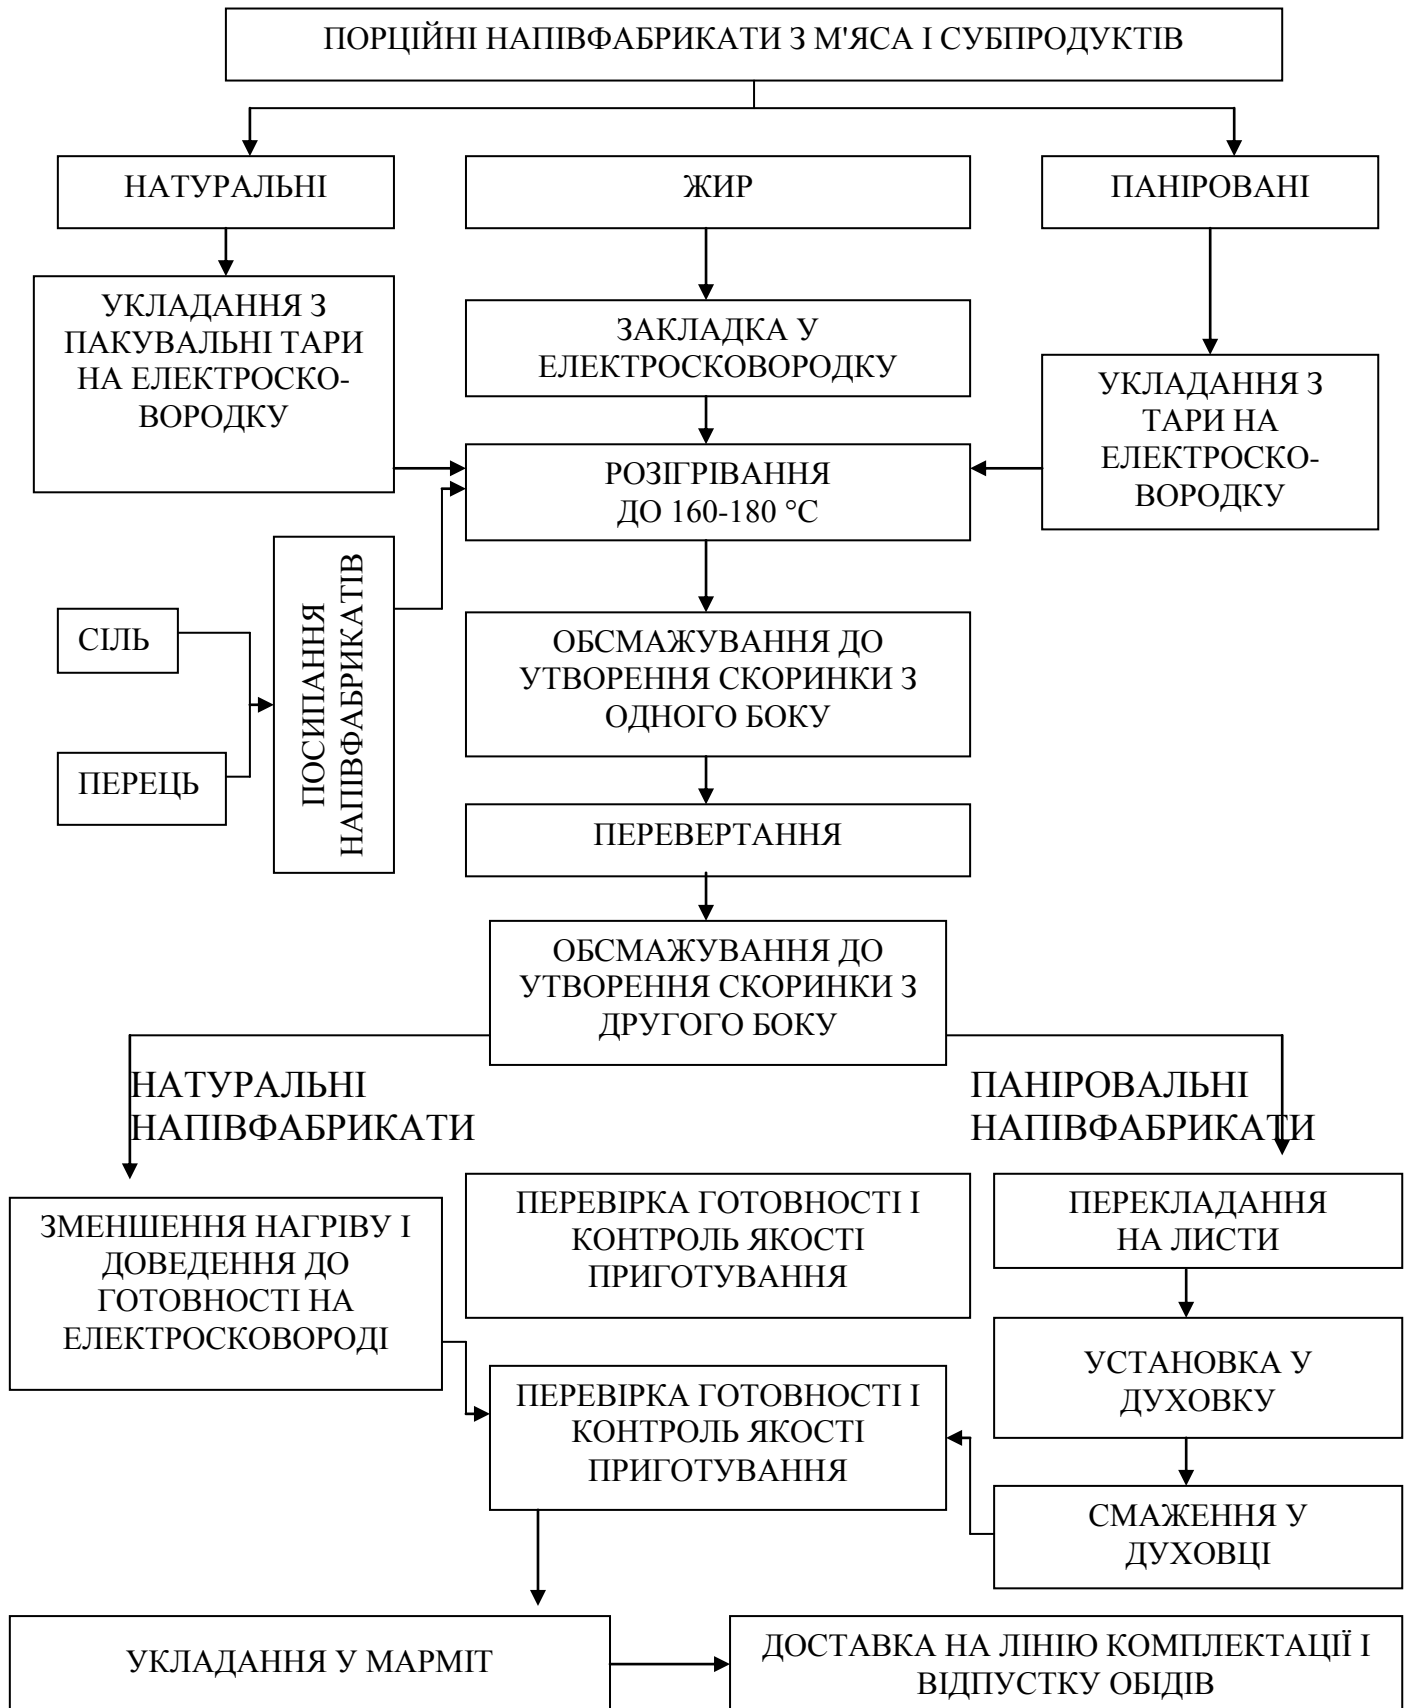 ПОРЦІЙНІ НАПІВФАБРИКАТИ З М'ЯСА І СУБПРОДУКТІВ
НАТУРАЛЬНІ
ЖИР
ПАНІРОВАНІ
УКЛАДАННЯ З
ПАКУВАЛЬНІ ТАРИ
НА ЕЛЕКТРОСКО-
ВОРОДКУ
ЗАКЛАДКА У
ЕЛЕКТРОСКОВОРОДКУ
УКЛАДАННЯ З
ТАРИ НА
ЕЛЕКТРОСКО-
ВОРОДКУ
РОЗІГРІВАННЯ
ДО 160-180 °С
СІЛЬ
ПЕРЕЦЬ
ПОСИПАННЯ
НАПІВФАБРИКАТІВ
ОБСМАЖУВАННЯ ДО
УТВОРЕННЯ СКОРИНКИ З
ОДНОГО БОКУ
ПЕРЕВЕРТАННЯ
ОБСМАЖУВАННЯ ДО
УТВОРЕННЯ СКОРИНКИ З
ДРУГОГО БОКУ
НАТУРАЛЬНІ
НАПІВФАБРИКАТИ
ПАНІРОВАЛЬНІ
НАПІВФАБРИКАТИ
ЗМЕНШЕННЯ НАГРІВУ І
ДОВЕДЕННЯ ДО
ГОТОВНОСТІ НА
ЕЛЕКТРОСКОВОРОДІ
ПЕРЕВІРКА ГОТОВНОСТІ І
КОНТРОЛЬ ЯКОСТІ
ПРИГОТУВАННЯ
ПЕРЕКЛАДАННЯ
НА ЛИСТИ
УСТАНОВКА У
ДУХОВКУ
ПЕРЕВІРКА ГОТОВНОСТІ І
КОНТРОЛЬ ЯКОСТІ
ПРИГОТУВАННЯ
СМАЖЕННЯ У
ДУХОВЦІ
УКЛАДАННЯ У МАРМІТ
ДОСТАВКА НА ЛІНІЮ КОМПЛЕКТАЦІЇ І
ВІДПУСТКУ ОБІДІВ